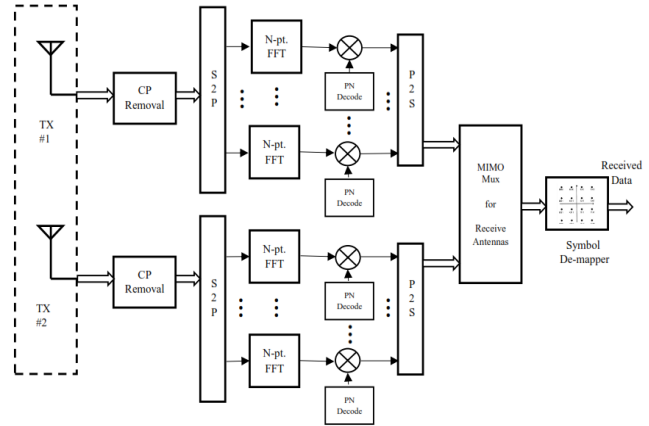 TX
#1
CP
Removal
S
2
P
N-pt.
FFT
N-pt.
FFT
PN
Decode
PN
Decode
P
2
S
TX
#2
CP
Removal
S
2
P
N-pt.
FFT
N-pt.
FFT
PN
Decode
PN
Decode
P
2
S
MIMO
Mux
for
Receive
Antennas
Received
Data
Symbol
De-mapper